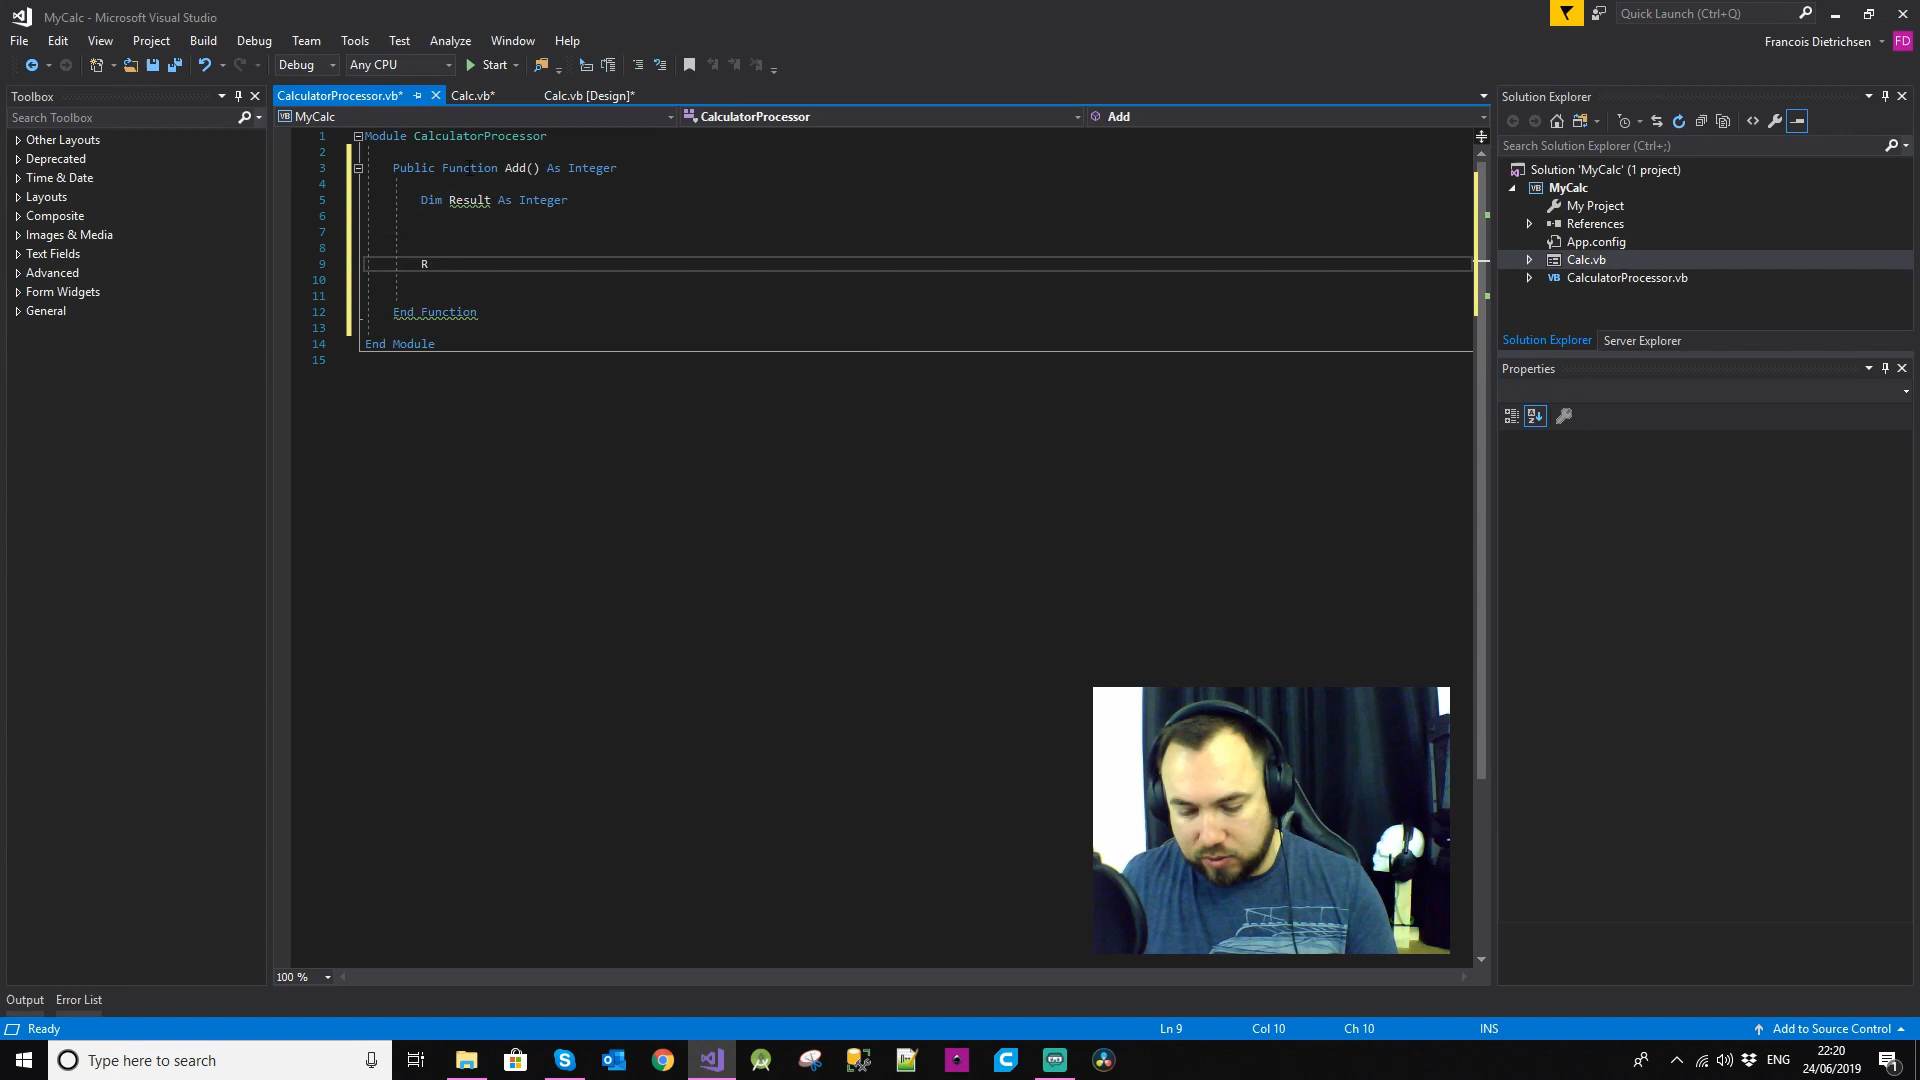 MyCalc - Microsoft Visual Studio
Quick Launch (Ctrl+Q)
File Edit View Project Build Debug Team Tools Test Analyze Window Help
Francois Dietrichsen FD
Debug Any CPU Start
Toolbox
Search Toolbox
Other Layouts
Deprecated
Time & Date
Layouts
Composite
Images & Media
Text Fields
Advanced
Form Widgets
General
CalculatorProcessor.vb* Calc.vb* Calc.vb [Design]*
VB MyCalc CalculatorProcessor Add
1 Module CalculatorProcessor
2
3 Public Function Add() As Integer
4
5 Dim Result As Integer
6
7
8
9 R
10
11
12 End Function
13
14 End Module
15
100 %
Solution Explorer
Search Solution Explorer (Ctrl+;)
Solution 'MyCalc' (1 project)
VB MyCalc
My Project
References
App.config
Calc.vb
VB CalculatorProcessor.vb
Solution Explorer Server Explorer
Properties
Output Error List
Ready Ln 9 Col 10 Ch 10 INS Add to Source Control
Type here to search
ENG
22:20
24/06/2019
1